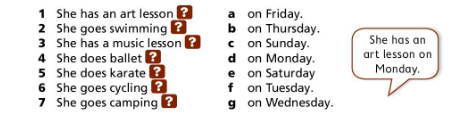 1 She has an art lesson ?
2 She goes swimming ?
3 She has a music lesson ?
4 She does ballet ?
5 She does karate ?
6 She goes cycling ?
7 She goes camping ?
a on Friday.
b on Thursday.
c on Sunday.
d on Monday.
e on Saturday
f on Tuesday.
g on Wednesday.
She has an
art lesson on
Monday.